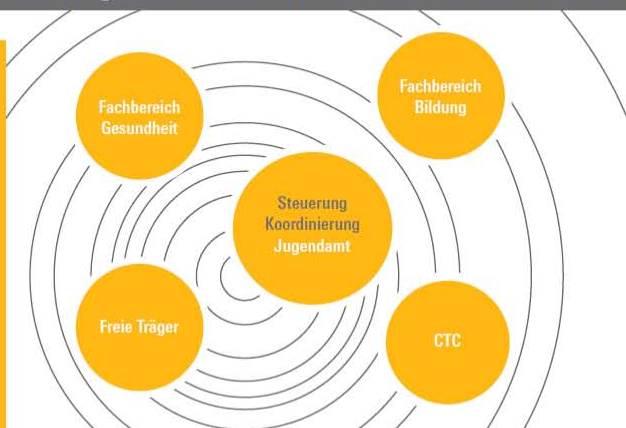 Fachbereich
Gesundheit
Fachbereich
Bildung
Steuerung
Koordinierung
Jugendamt
Freie Träger
CTC